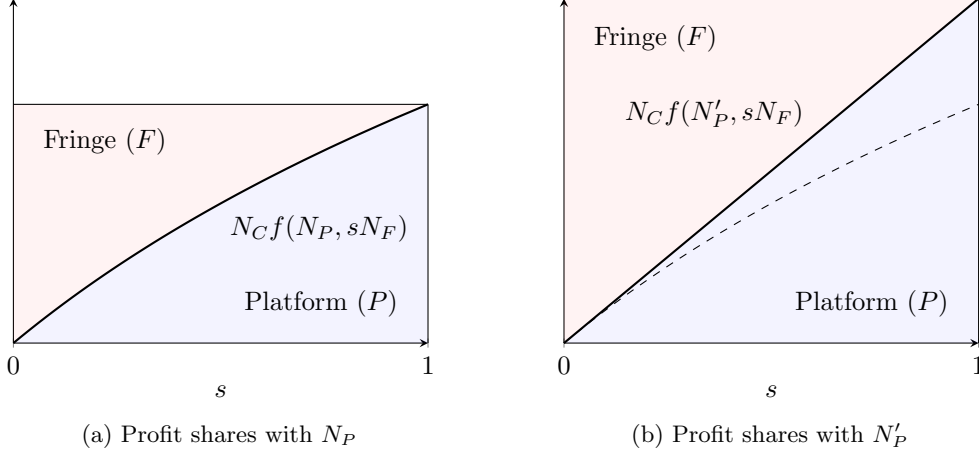 Fringe (F)
N_C f(N_P, sN_F)
Platform (P)
0
1
s
(a) Profit shares with N_P
Fringe (F)
N_C f(N'_P, sN_F)
Platform (P)
0
1
s
(b) Profit shares with N'_P